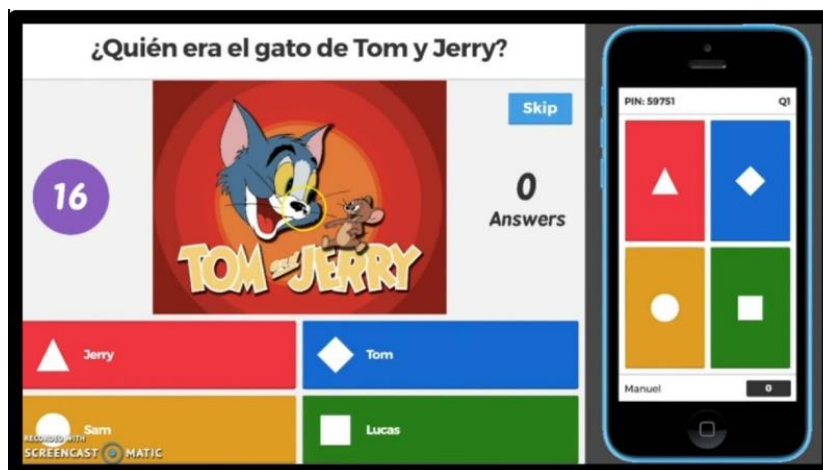 ¿Quién era el gato de Tom y Jerry?
Skip
16
0
Answers
TOM and JERRY
Jerry
Tom
Sam
Lucas
RECORDED WITH
SCREENCAST MATIC
PIN: 59751 Q1
Manuel 0